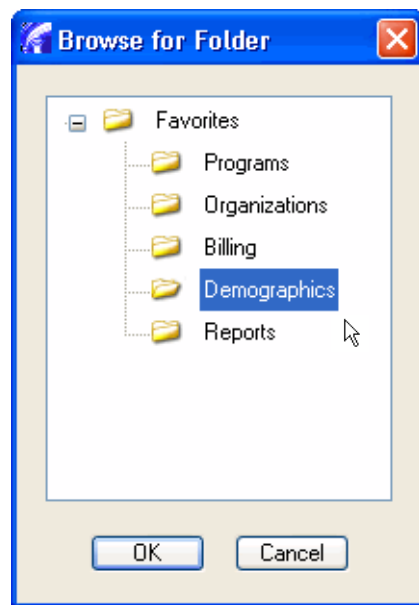 Browse for Folder
Favorites
Programs
Organizations
Billing
Demographics
Reports
OK Cancel